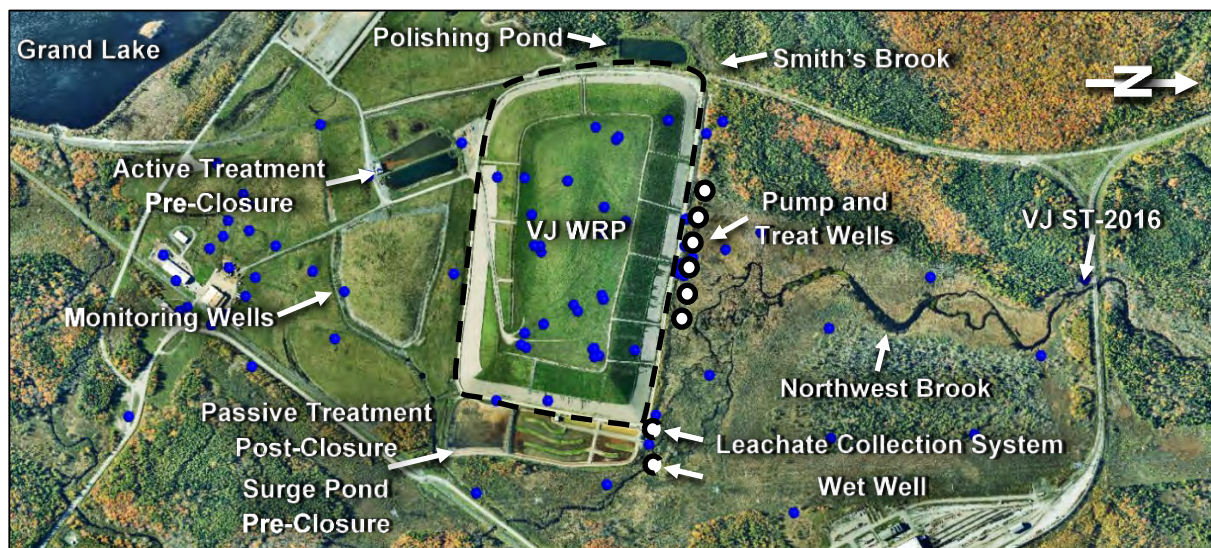 Grand Lake
Polishing Pond
Smith's Brook
N
Active Treatment
Pre-Closure
VJ WRP
Pump and
Treat Wells
VJ ST-2016
Monitoring Wells
Northwest Brook
Passive Treatment
Post-Closure
Leachate Collection System
Surge Pond
Pre-Closure
Wet Well